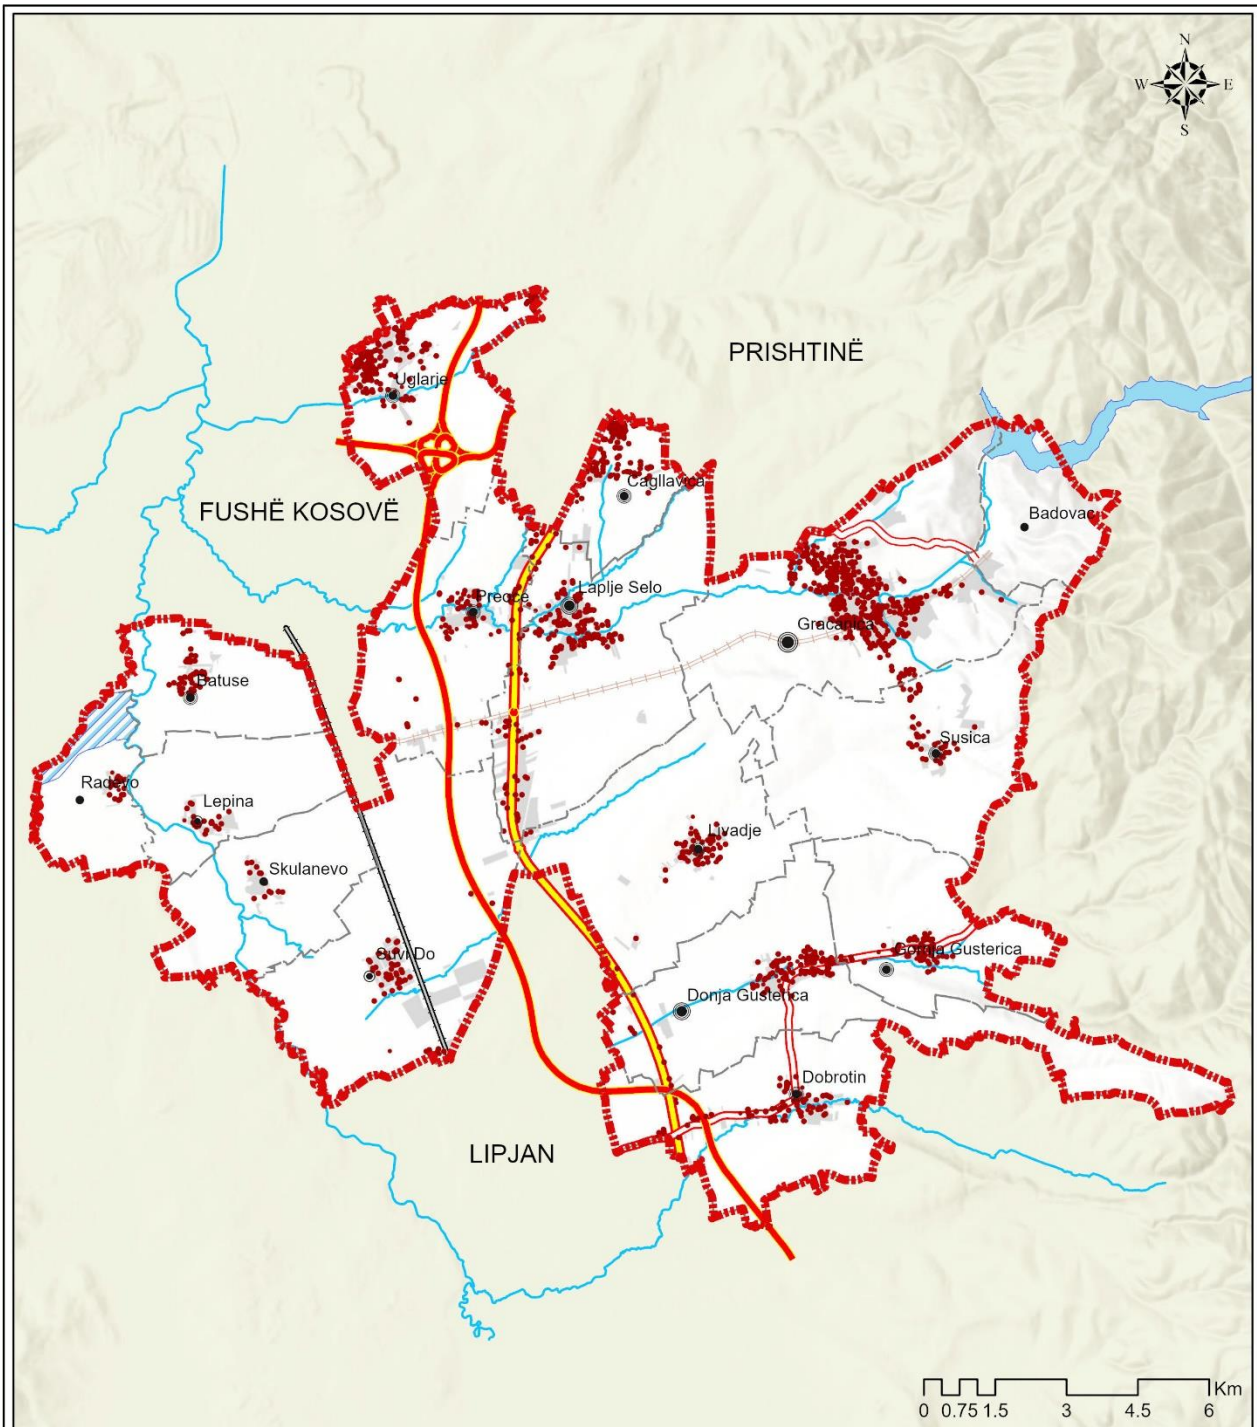 N
W E
S
PRISHTINË
Uglarje
Cagllavica
FUSHË KOSOVË
Badovac
Preoce
Laplje Selo
Gracanica
Batuse
Susica
Radevo
Lepina
Livadje
Skulanevo
Suvi Do
Gornja Gusterica
Donja Gusterica
Dobrotin
LIPJAN
Km
0 0.75 1.5 3 4.5 6